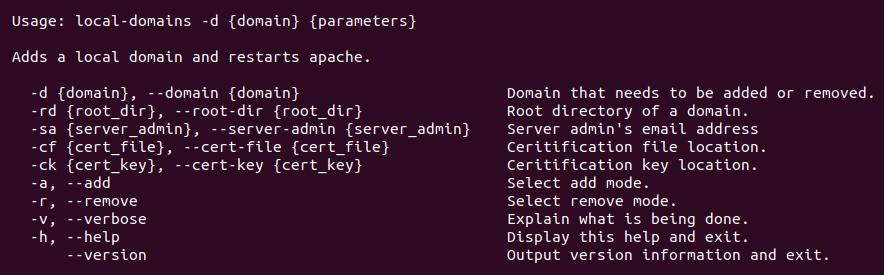 Usage: local-domains -d {domain} {parameters}
Adds a local domain and restarts apache.
-d {domain}, --domain {domain} Domain that needs to be added or removed.
-rd {root_dir}, --root-dir {root_dir} Root directory of a domain.
-sa {server_admin}, --server-admin {server_admin} Server admin's email address
-cf {cert_file}, --cert-file {cert_file} Ceritification file location.
-ck {cert_key}, --cert-key {cert_key} Ceritification key location.
-a, --add Select add mode.
-r, --remove Select remove mode.
-v, --verbose Explain what is being done.
-h, --help Display this help and exit.
--version Output version information and exit.